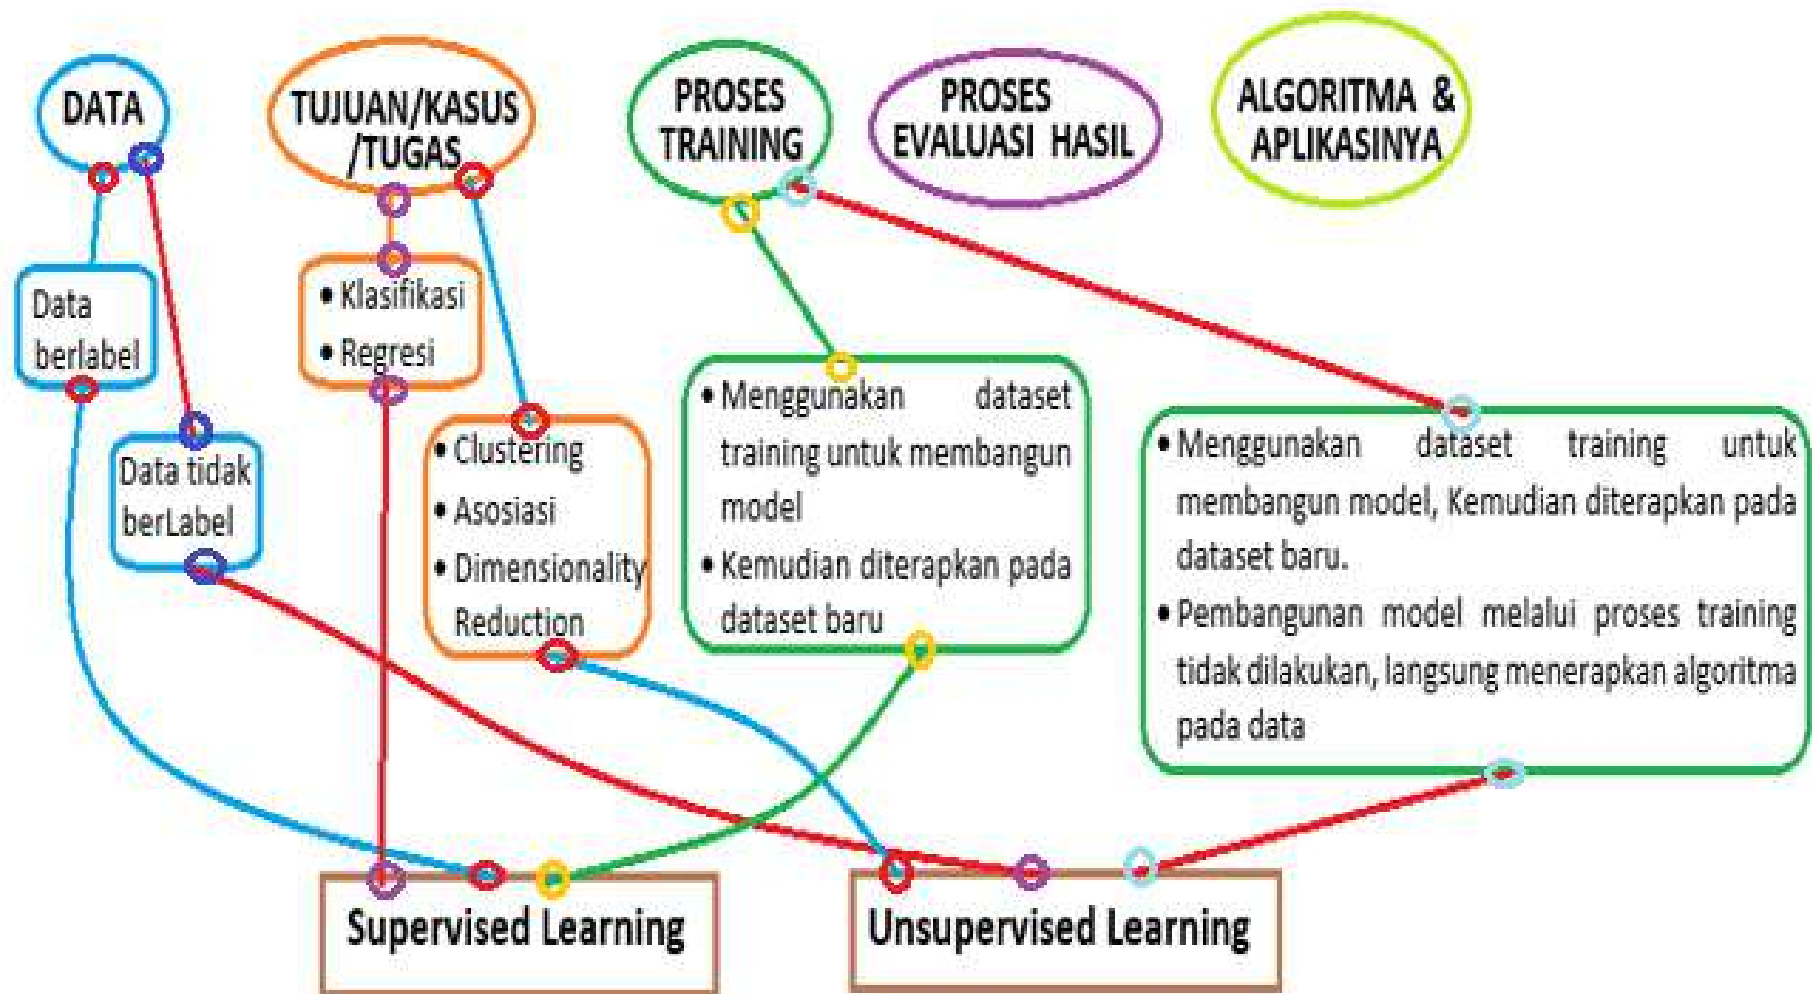 DATA
TUJUAN/KASUS
/TUGAS
PROSES
TRAINING
PROSES
EVALUASI HASIL
ALGORITMA &
APLIKASINYA
Data
berlabel
Data tidak
berLabel
• Klasifikasi
• Regresi
• Clustering
• Asosiasi
• Dimensionality
Reduction
• Menggunakan dataset
training untuk membangun
model
• Kemudian diterapkan pada
dataset baru
• Menggunakan dataset training untuk
membangun model, Kemudian diterapkan pada
dataset baru.
• Pembangunan model melalui proses training
tidak dilakukan, langsung menerapkan algoritma
pada data
Supervised Learning
Unsupervised Learning